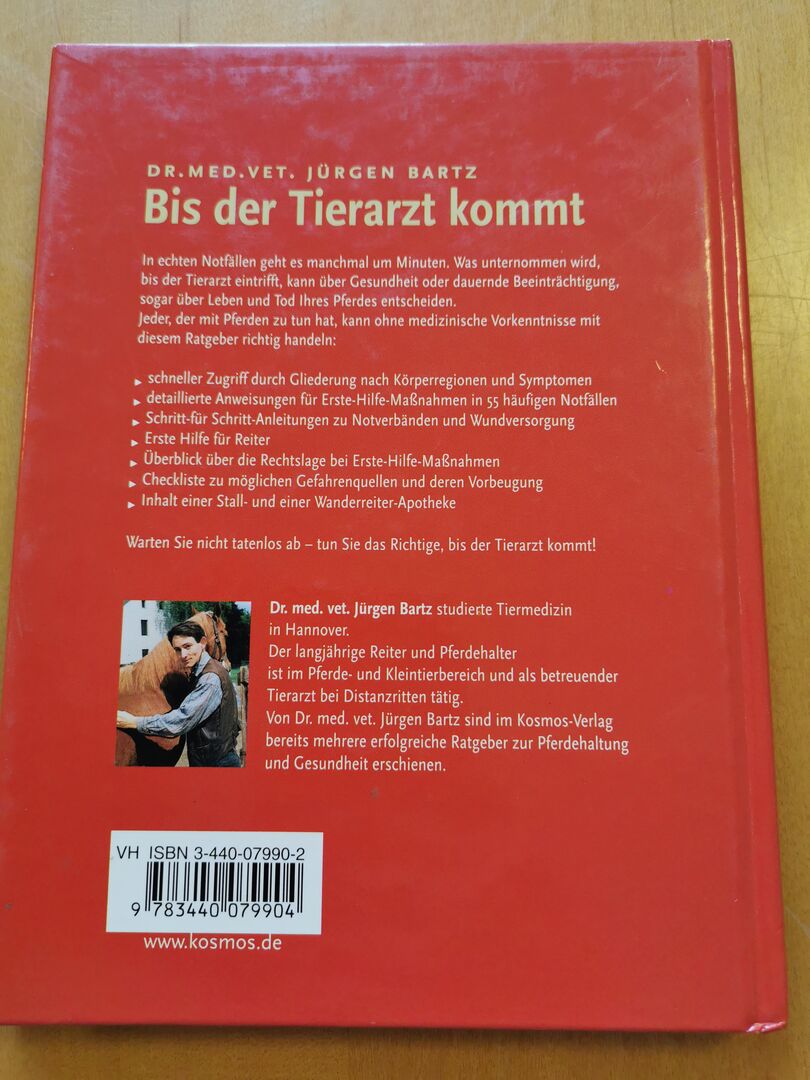 DR.MED.VET. JÜRGEN BARTZ
Bis der Tierarzt kommt
In echten Notfällen geht es manchmal um Minuten. Was unternommen wird,
bis der Tierarzt eintrifft, kann über Gesundheit oder dauernde Beeinträchtigung,
sogar über Leben und Tod Ihres Pferdes entscheiden.
Jeder, der mit Pferden zu tun hat, kann ohne medizinische Vorkenntnisse mit
diesem Ratgeber richtig handeln:
▸ schneller Zugriff durch Gliederung nach Körperregionen und Symptomen
▸ detaillierte Anweisungen für Erste-Hilfe-Maßnahmen in 55 häufigen Notfällen
▸ Schritt-für Schritt-Anleitungen zu Notverbänden und Wundversorgung
▸ Erste Hilfe für Reiter
▸ Überblick über die Rechtslage bei Erste-Hilfe-Maßnahmen
▸ Checkliste zu möglichen Gefahrenquellen und deren Vorbeugung
▸ Inhalt einer Stall- und einer Wanderreiter-Apotheke
Warten Sie nicht tatenlos ab – tun Sie das Richtige, bis der Tierarzt kommt!
Dr. med. vet. Jürgen Bartz studierte Tiermedizin
in Hannover.
Der langjährige Reiter und Pferdehalter
ist im Pferde- und Kleintierbereich und als betreuender
Tierarzt bei Distanzritten tätig.
Von Dr. med. vet. Jürgen Bartz sind im Kosmos-Verlag
bereits mehrere erfolgreiche Ratgeber zur Pferdehaltung
und Gesundheit erschienen.
VH ISBN 3-440-07990-2
9 783440 079904
www.kosmos.de